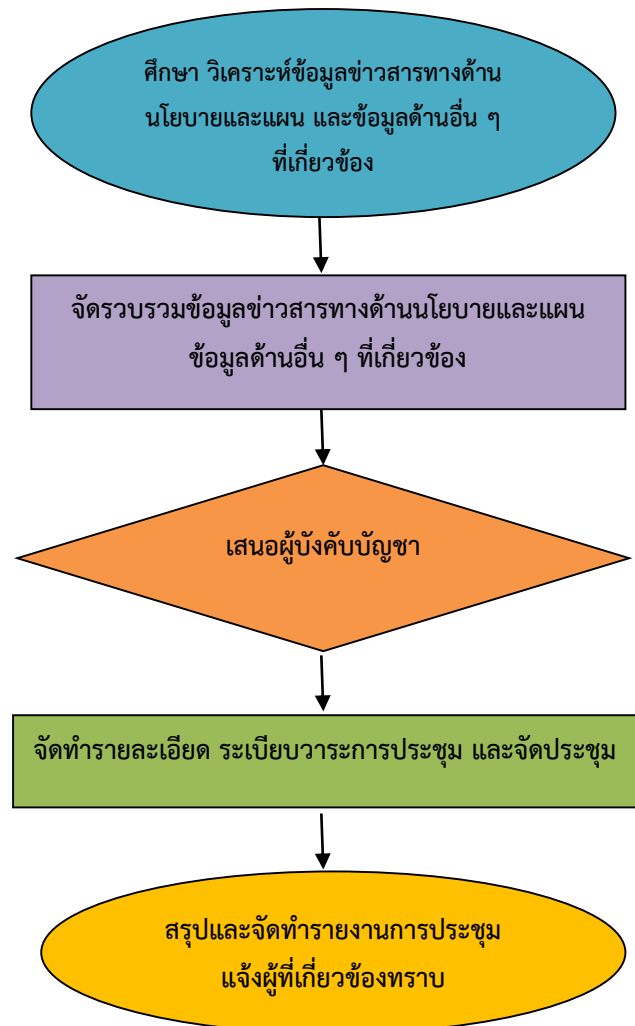 ศึกษา วิเคราะห์ข้อมูลข่าวสารทางด้าน
นโยบายและแผน และข้อมูลด้านอื่น ๆ
ที่เกี่ยวข้อง
จัดรวบรวมข้อมูลข่าวสารทางด้านนโยบายและแผน
ข้อมูลด้านอื่น ๆ ที่เกี่ยวข้อง
เสนอผู้บังคับบัญชา
จัดทำรายละเอียด ระเบียบวาระการประชุม และจัดประชุม
สรุปและจัดทำรายงานการประชุม
แจ้งผู้ที่เกี่ยวข้องทราบ